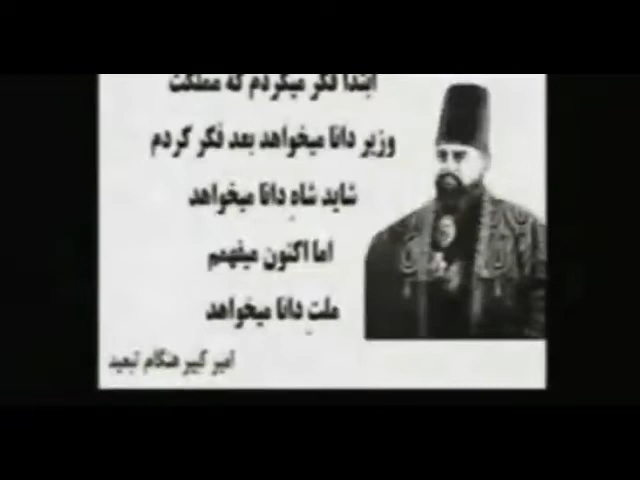 ابتدا فکر میکردم که مملکت
وزیر دانا میخواهد بعد فکر کردم
شاید شاهِ دانا میخواهد
اما اکنون میفهمم
ملتِ دانا میخواهد
امیر کبیر هنگام تبعید